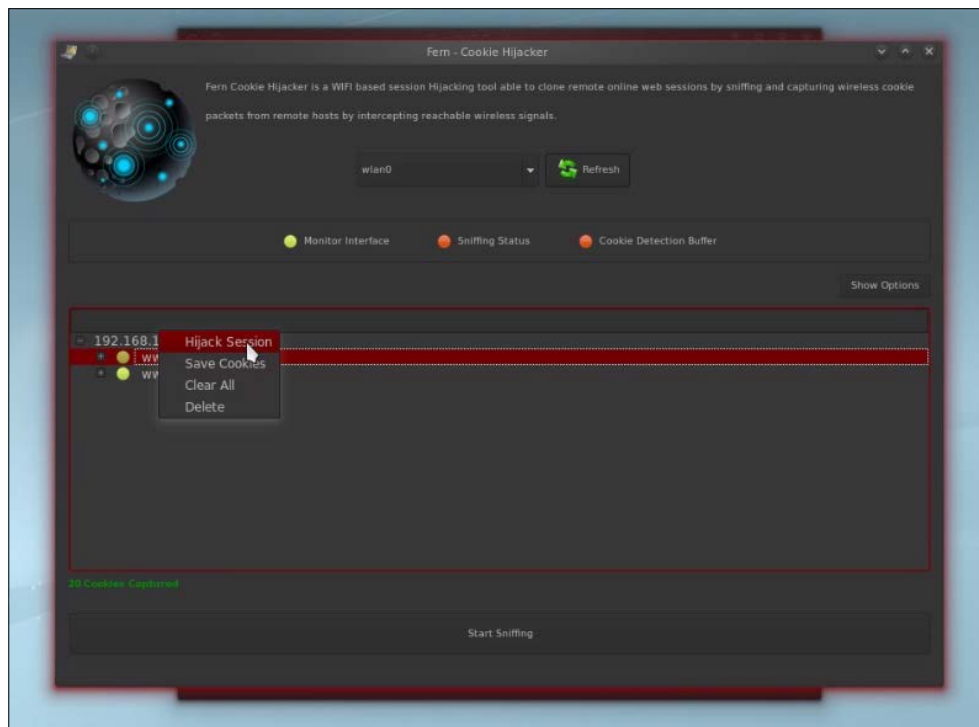 Fern - Cookie Hijacker
Fern Cookie Hijacker is a WIFI based session Hijacking tool able to clone remote online web sessions by sniffing and capturing wireless cookie
packets from remote hosts by intercepting reachable wireless signals.
wlan0
Refresh
Monitor Interface
Sniffing Status
Cookie Detection Buffer
Show Options
192.168.1
Hijack Session
Save Cookies
Clear All
Delete
20 Cookies Captured
Start Sniffing